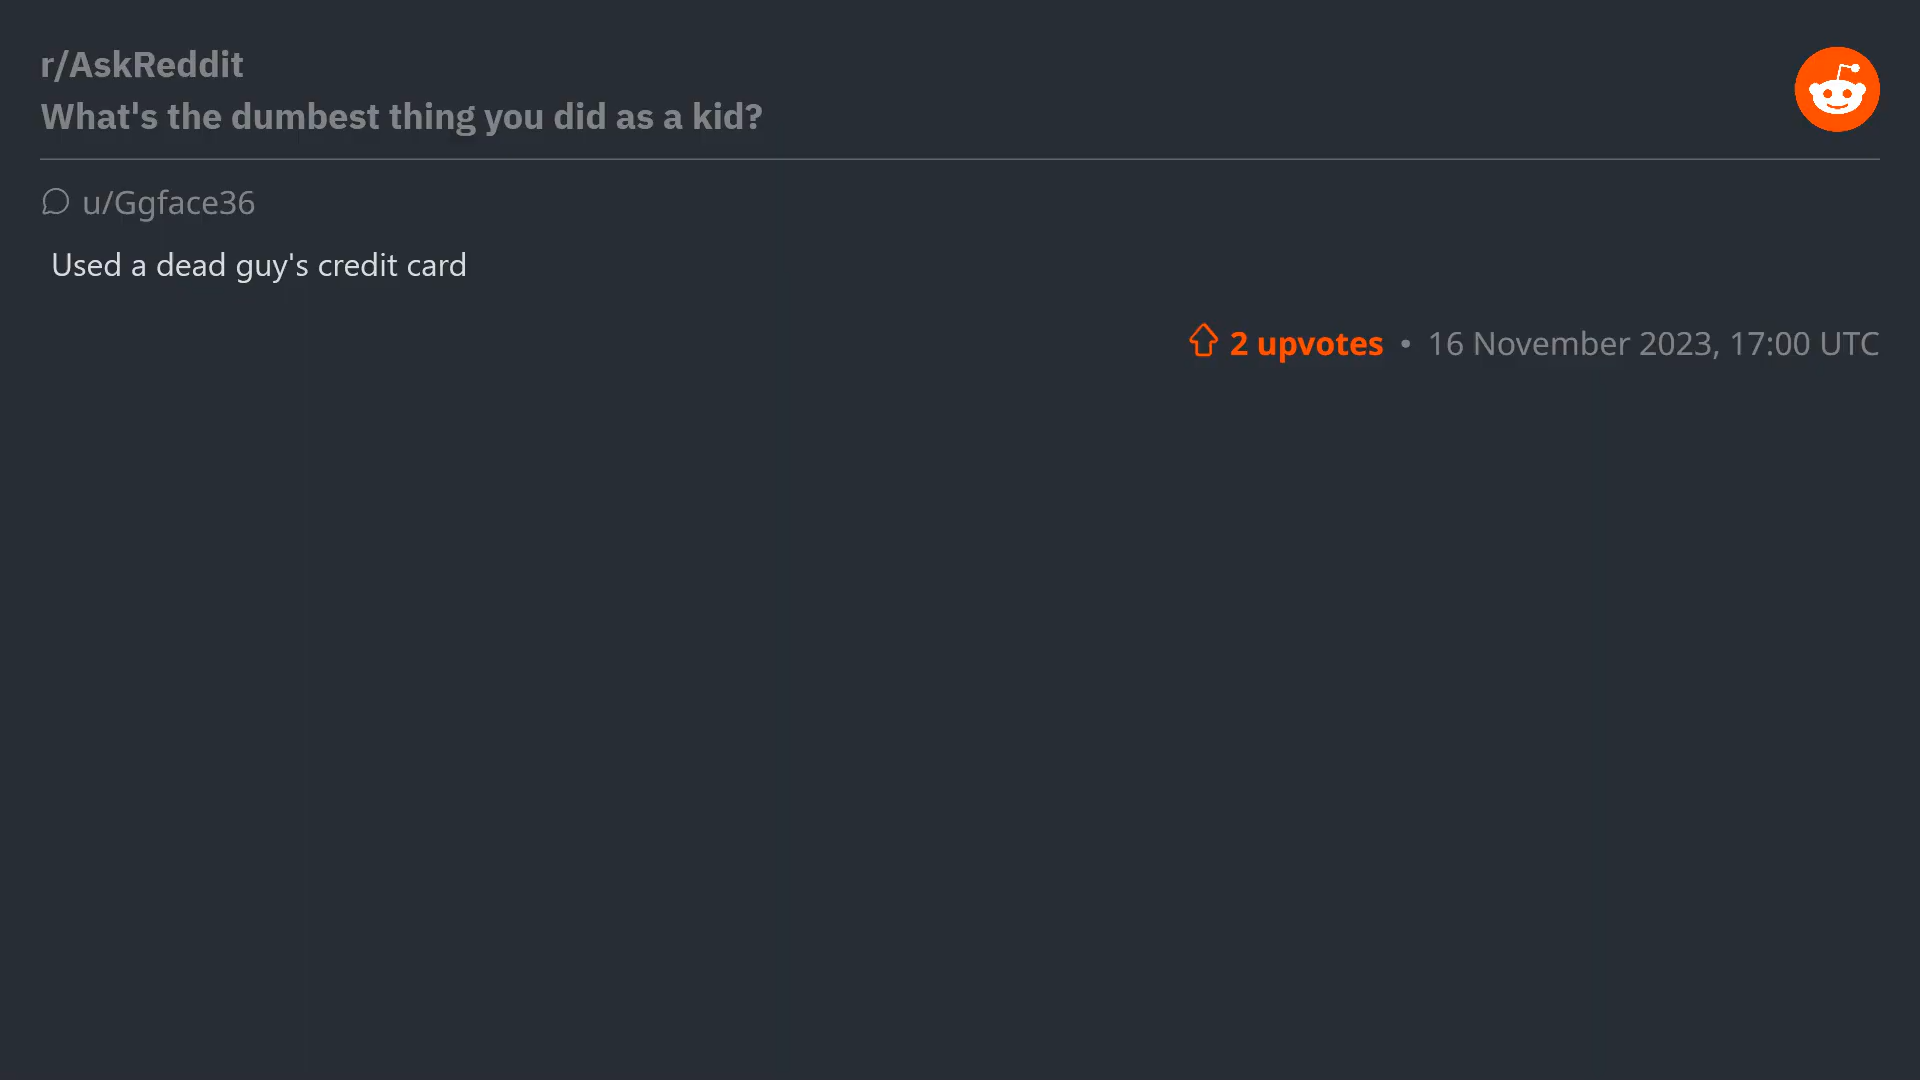 r/AskReddit
What's the dumbest thing you did as a kid?
u/Ggface36
Used a dead guy's credit card
2 upvotes • 16 November 2023, 17:00 UTC